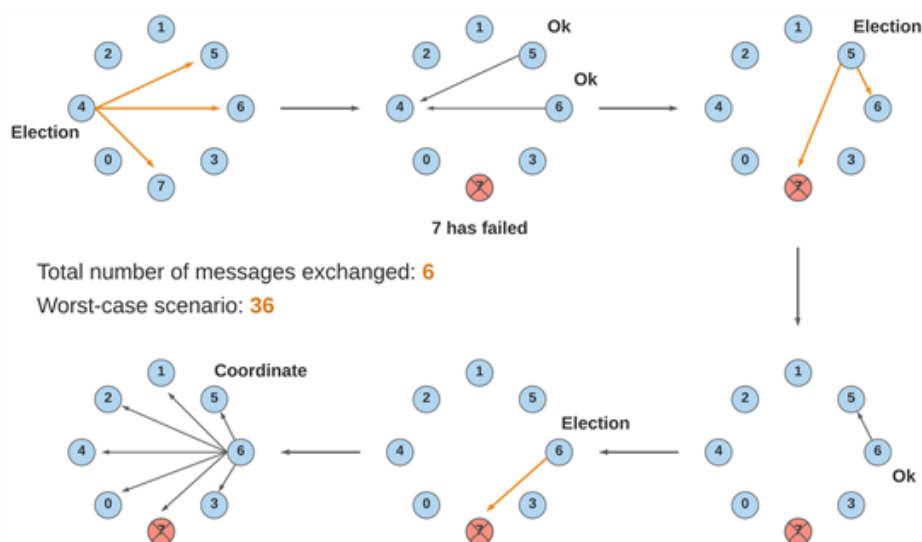 1 1 1
2 5 Ok 2 5 Election 2 5
4 6 Ok 4 6 4 6
Election
0 3 0 3 0 3
7 7 7
7 has failed
Total number of messages exchanged: 6
Worst-case scenario: 36
1 Coordinate 1 1
2 5 2 5 2 5
Election
4 6 4 6 4 6
Ok
0 3 0 3 0 3
7 7 7